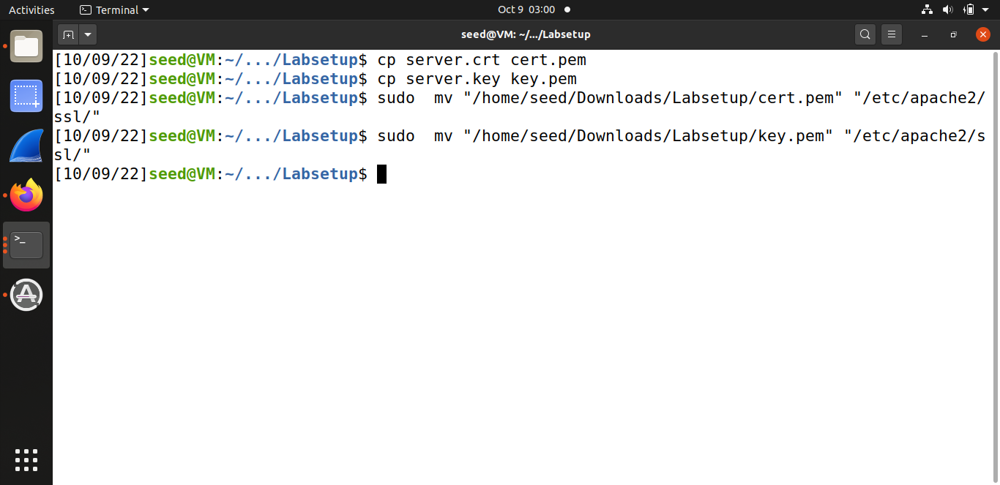 Activities
Terminal
Oct 9 03:00
seed@VM: ~/.../Labsetup
[10/09/22]seed@VM:~/.../Labsetup$ cp server.crt cert.pem
[10/09/22]seed@VM:~/.../Labsetup$ cp server.key key.pem
[10/09/22]seed@VM:~/.../Labsetup$ sudo  mv "/home/seed/Downloads/Labsetup/cert.pem" "/etc/apache2/
ssl/"
[10/09/22]seed@VM:~/.../Labsetup$ sudo  mv "/home/seed/Downloads/Labsetup/key.pem" "/etc/apache2/s
sl/"
[10/09/22]seed@VM:~/.../Labsetup$